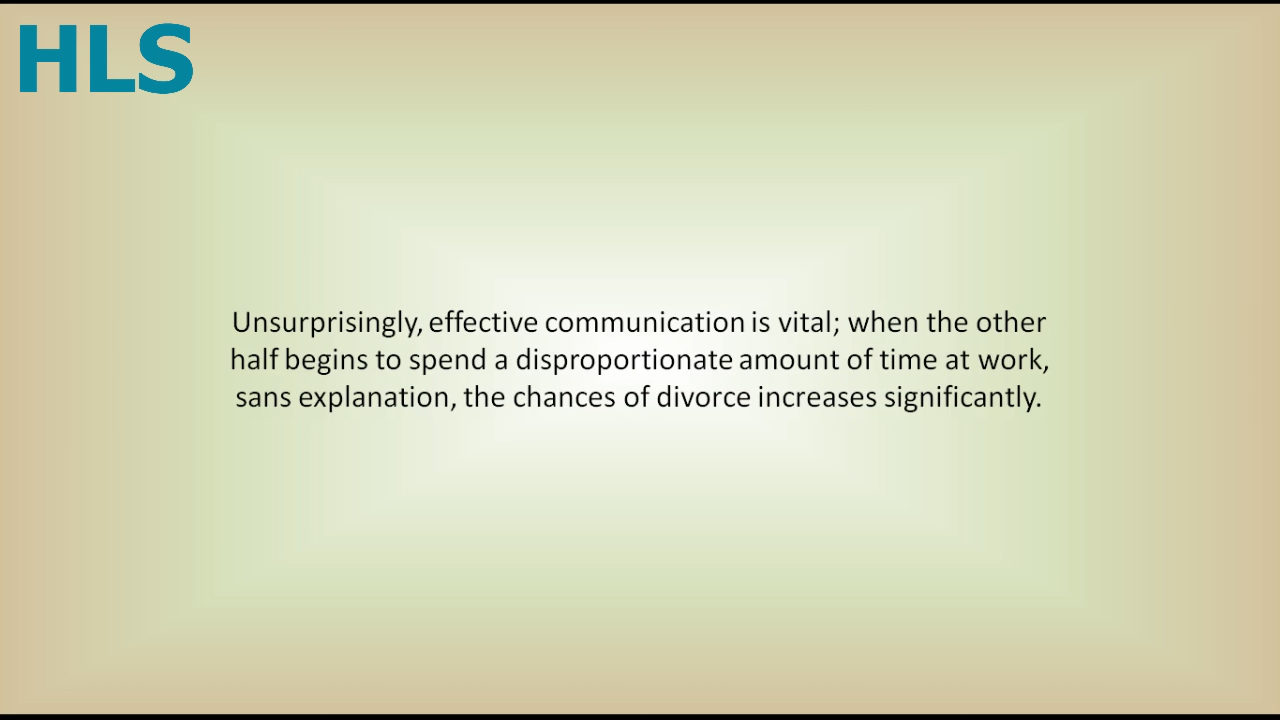 HLS
Unsurprisingly, effective communication is vital; when the other
half begins to spend a disproportionate amount of time at work,
sans explanation, the chances of divorce increases significantly.